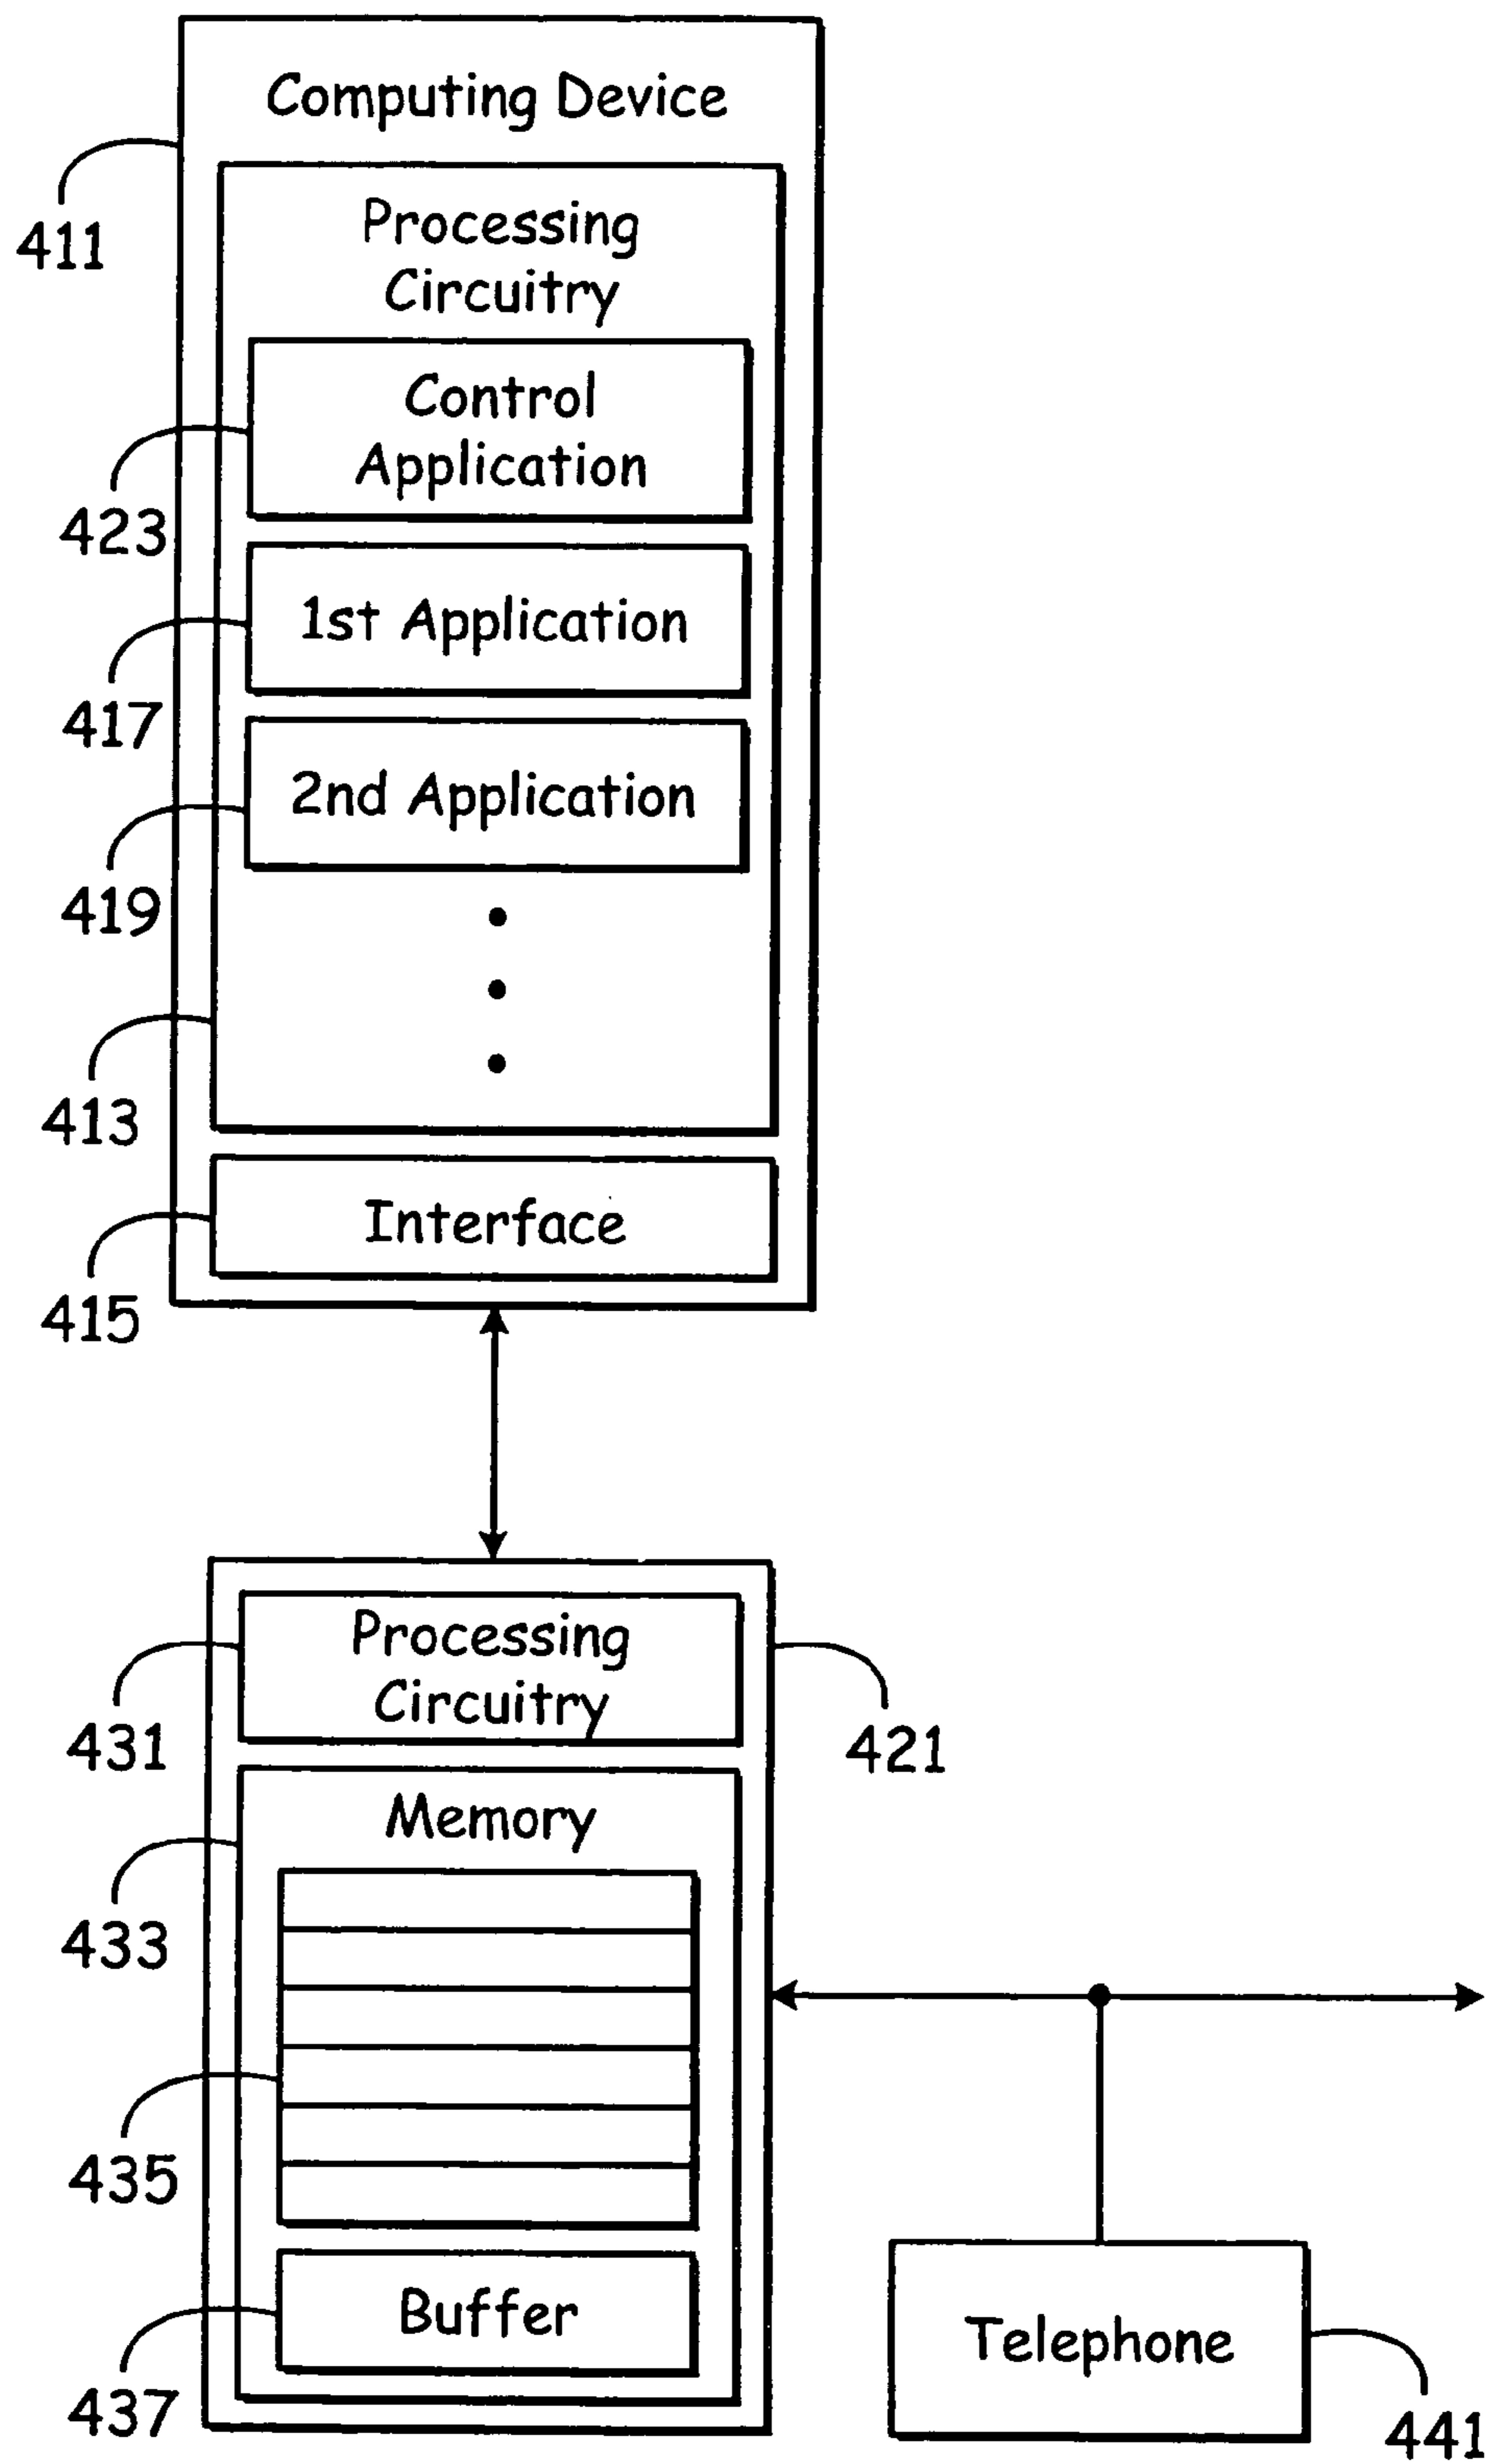 Computing Device
411
Processing
Circuitry
Control
Application
423
1st Application
417
2nd Application
419
413
Interface
415
Processing
Circuitry
431
421
Memory
433
435
Buffer
437
Telephone
441